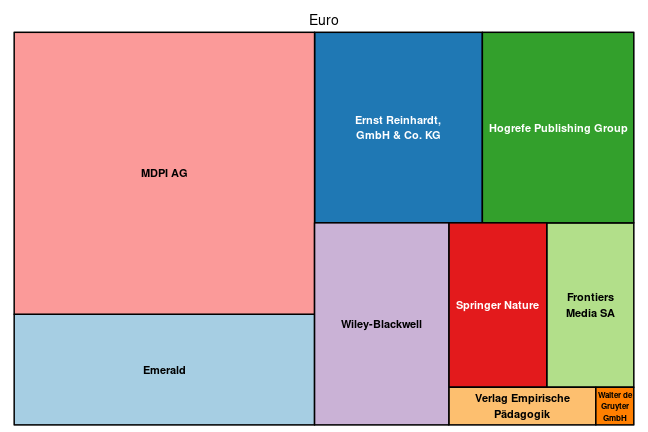 Euro
MDPI AG
Emerald
Ernst Reinhardt,
GmbH & Co. KG
Hogrefe Publishing Group
Wiley-Blackwell
Springer Nature
Frontiers
Media SA
Verlag Empirische
Pädagogik
Walter de
Gruyter
GmbH